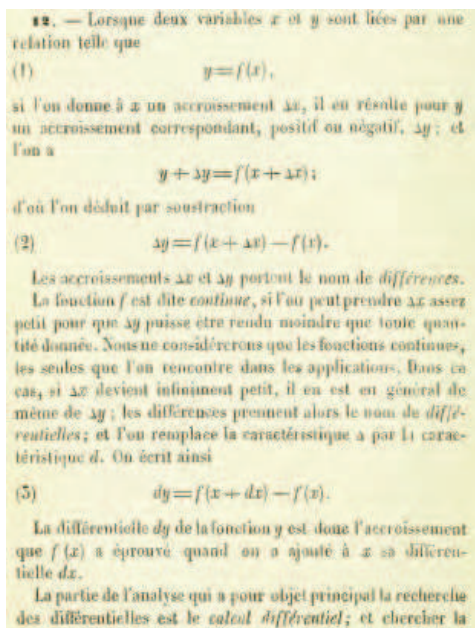 12. — Lorsque deux variables x et y sont liées par une
relation telle que
(1) y=f(x),
si l'on donne à x un accroissement Δx, il en résulte pour y
un accroissement correspondant, positif ou négatif, Δy; et
l'on a
y + Δy=f(x + Δx);
d'où l'on déduit par soustraction
(2) Δy=f(x + Δx) —f(x).
Les accroissements Δx et Δy portent le nom de différences.
La fonction f est dite continue, si l'on peut prendre Δx assez
petit pour que Δy puisse être rendu moindre que toute quan-
tité donnée. Nous ne considérerons que les fonctions continues,
les seules que l'on rencontre dans les applications. Dans ce
cas, si Δx devient infiniment petit, il en est en général de
même de Δy; les différences prennent alors le nom de diffé-
rentielles; et l'on remplace la caractéristique Δ par la carac-
téristique d. On écrit ainsi
(3) dy=f(x + dx) —f(x).
La différentielle dy de la fonction y est donc l'accroissement
que f (x) a éprouvé quand on a ajouté à x sa différen-
tielle dx.
La partie de l'analyse qui a pour objet principal la recherche
des différentielles est le calcul différentiel; et chercher la